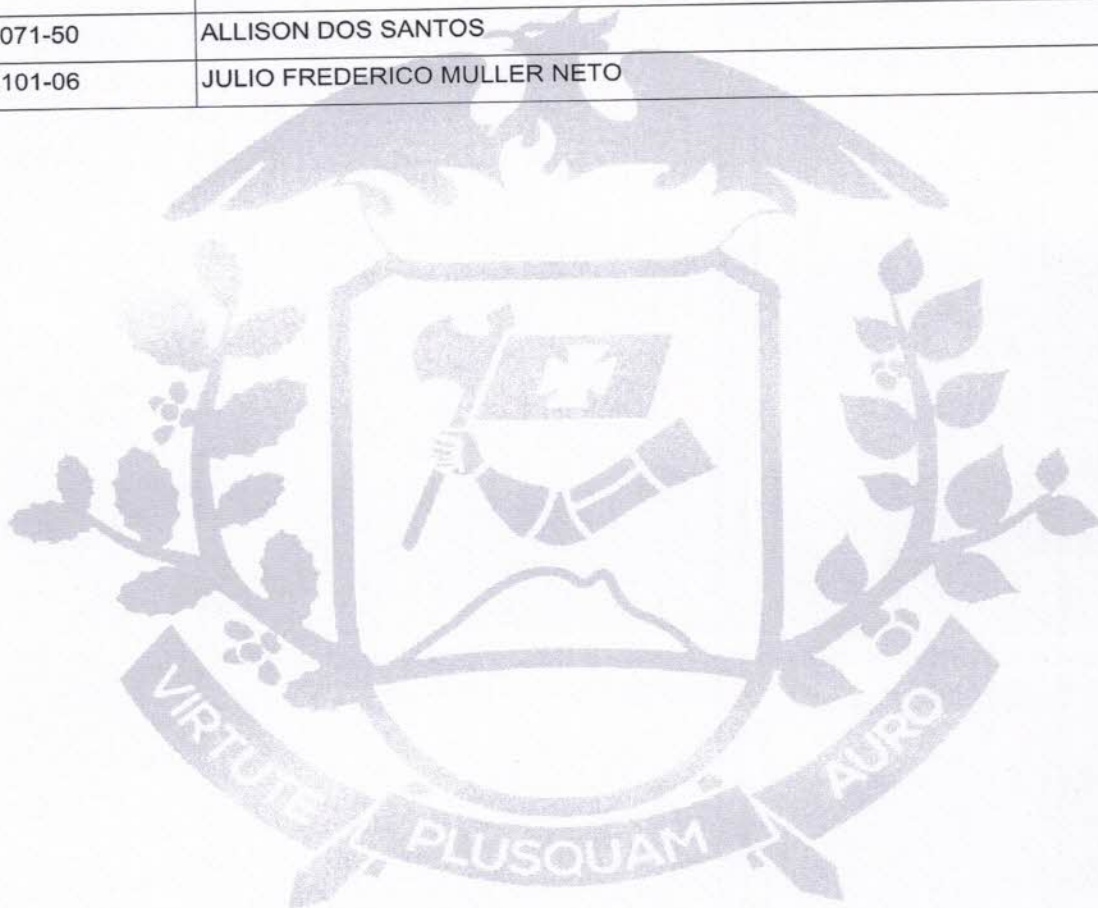 071-50 ALLISON DOS SANTOS
101-06 JULIO FREDERICO MULLER NETO
VIRTUTE PLUSQUAM AURO